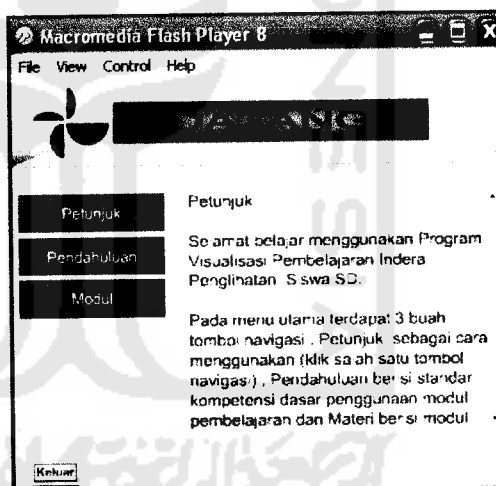 Macromedia Flash Player 8
File View Control Help
Petunjuk
Pendahuluan
Modul
Petunjuk
Selamat belajar menggunakan Program
Visualisasi Pembelajaran Indera
Penglihatan Siswa SD.
Pada menu utama terdapat 3 buah
tombol navigasi . Petunjuk sebagai cara
menggunakan (klik salah satu tombol
navigasi) , Pendahuluan berisi standar
kompetensi dasar penggunaan modul
pembelajaran dan Materi berisi modul
Keluar